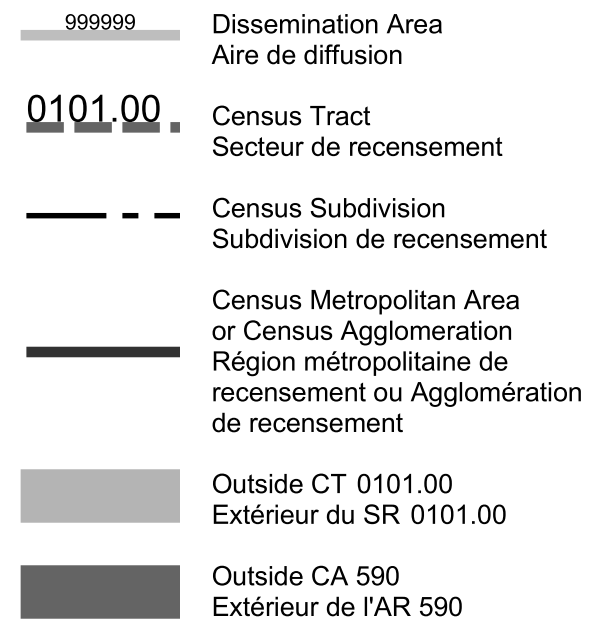 999999
Dissemination Area
Aire de diffusion
0101.00
Census Tract
Secteur de recensement
Census Subdivision
Subdivision de recensement
Census Metropolitan Area
or Census Agglomeration
Région métropolitaine de
recensement ou Agglomération
de recensement
Outside CT 0101.00
Extérieur du SR 0101.00
Outside CA 590
Extérieur de l'AR 590